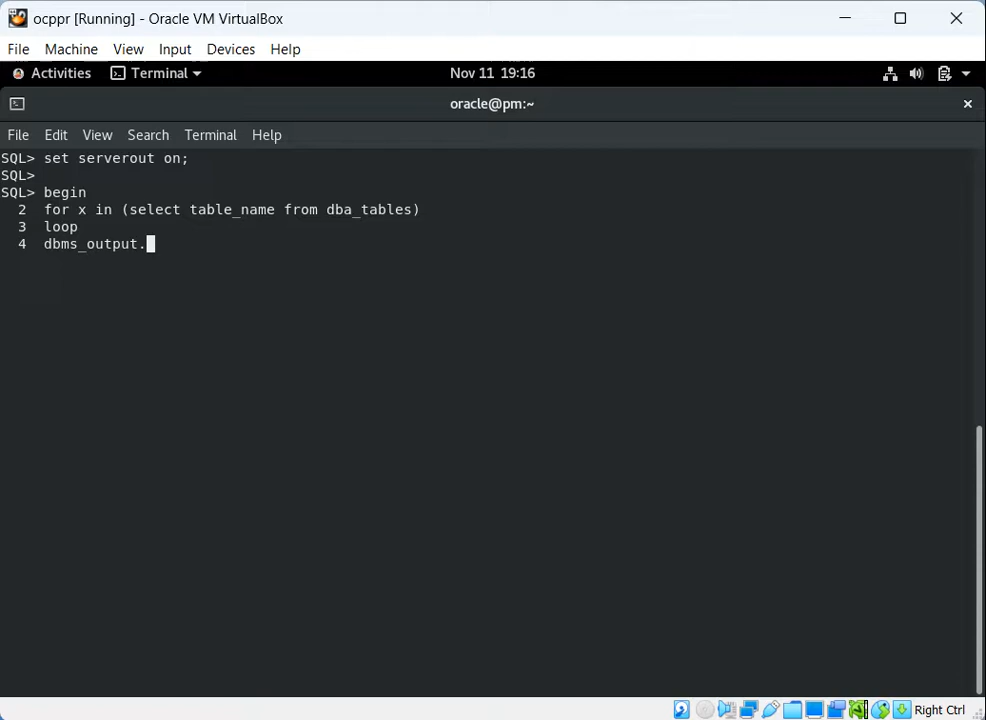 ocppr [Running] - Oracle VM VirtualBox
File Machine View Input Devices Help
Activities Terminal Nov 11 19:16
oracle@pm:~
File Edit View Search Terminal Help
SQL> set serverout on;
SQL>
SQL> begin
2 for x in (select table_name from dba_tables)
3 loop
4 dbms_output.
Right Ctrl